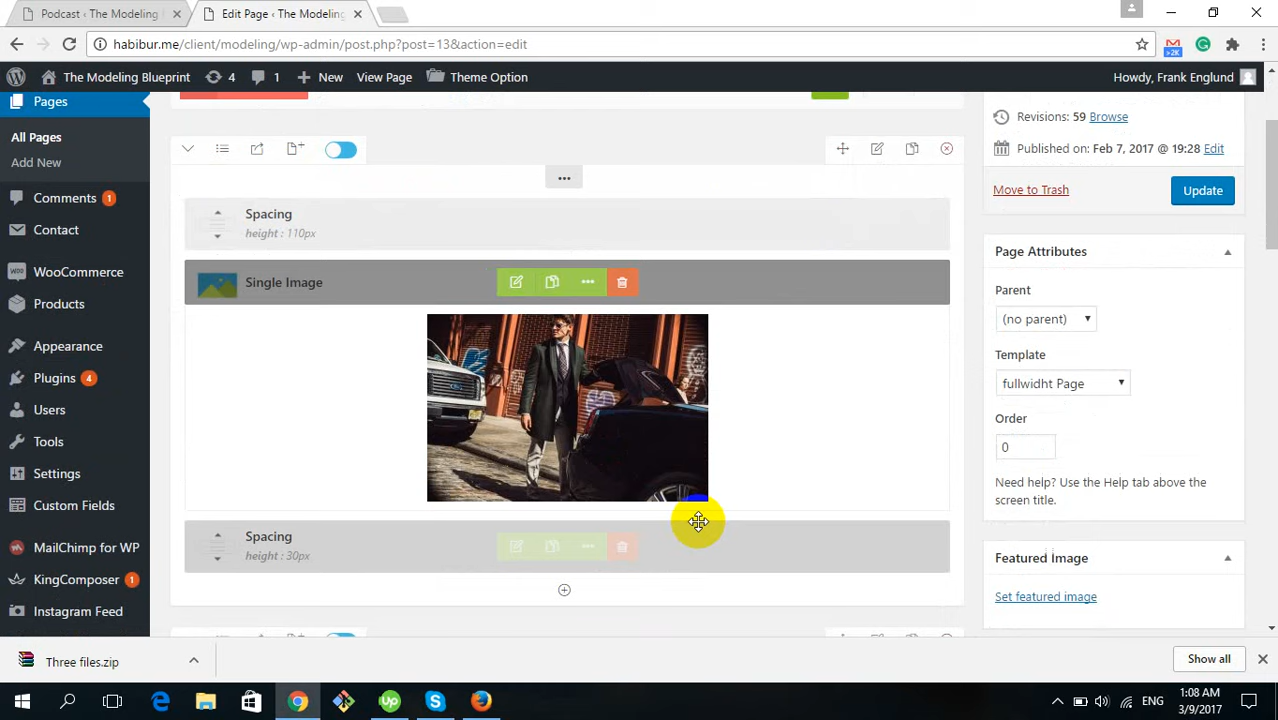 Podcast ‹ The Modeling
Edit Page ‹ The Modeling
habibur.me/client/modeling/wp-admin/post.php?post=13&action=edit
>2K
The Modeling Blueprint
4
1
New
View Page
Theme Option
Howdy, Frank Englund
Pages
All Pages
Add New
Comments 1
Contact
WooCommerce
Products
Appearance
Plugins 4
Users
Tools
Settings
Custom Fields
MailChimp for WP
KingComposer 1
Instagram Feed
Spacing
height : 110px
Single Image
Spacing
height : 30px
Revisions: 59 Browse
Published on: Feb 7, 2017 @ 19:28 Edit
Move to Trash
Update
Page Attributes
Parent
(no parent)
Template
fullwidht Page
Order
0
Need help? Use the Help tab above the
screen title.
Featured Image
Set featured image
Three files.zip
Show all
ENG
1:08 AM
3/9/2017